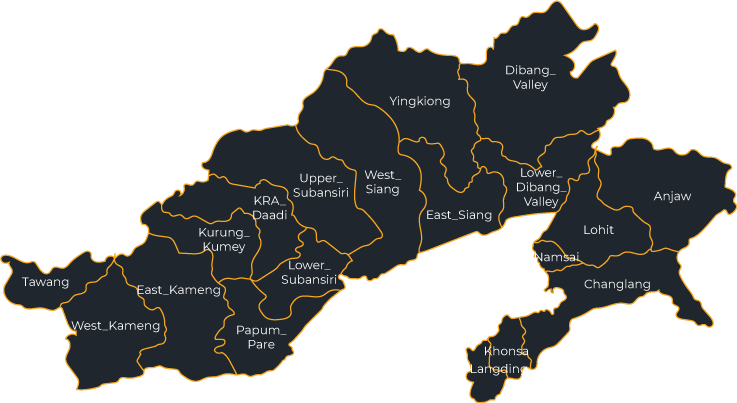 Dibang_
Valley
Yingkiong
Upper_
Subansiri
West_
Siang
Lower_
Dibang_
Valley
Anjaw
KRA_
Daadi
East_Siang
Lohit
Kurung_
Kumey
Namsai
Lower_
Subansiri
Tawang
East_Kameng
Changlang
West_Kameng
Papum_
Pare
Khonsa
Langding